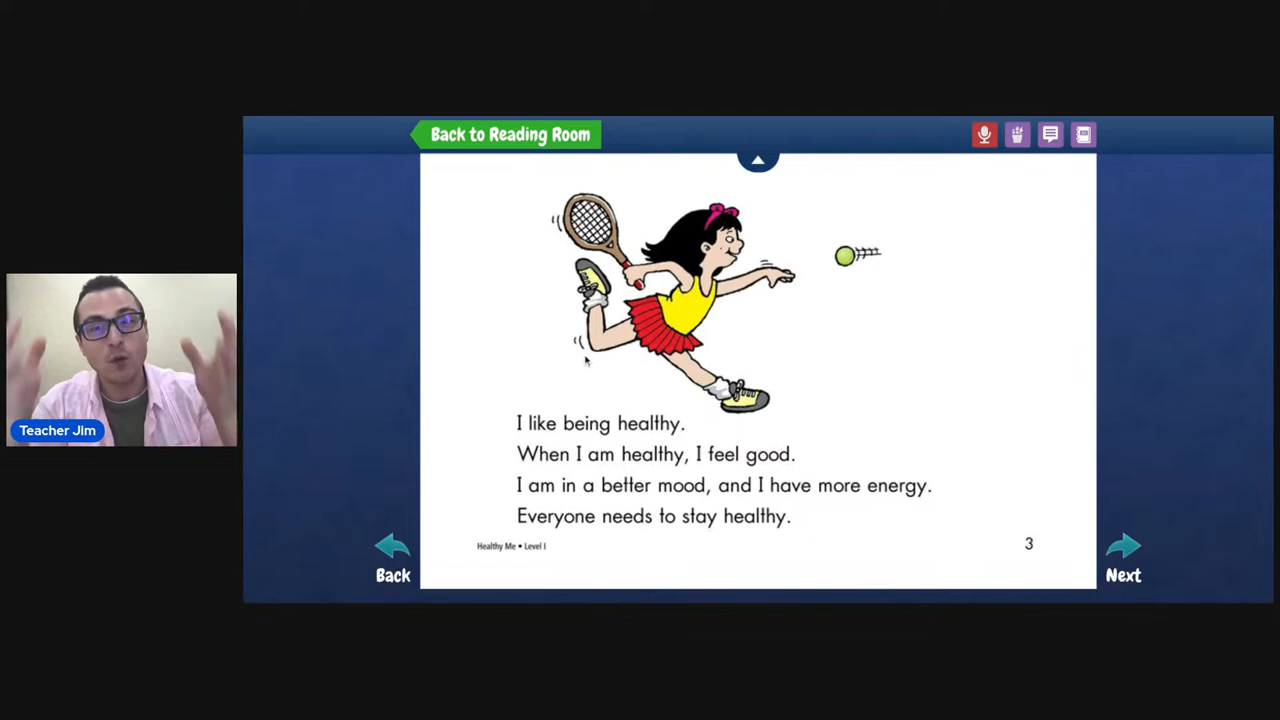 Back to Reading Room
Teacher Jim
I like being healthy.
When I am healthy, I feel good.
I am in a better mood, and I have more energy.
Everyone needs to stay healthy.
Healthy Me • Level I
3
Back
Next